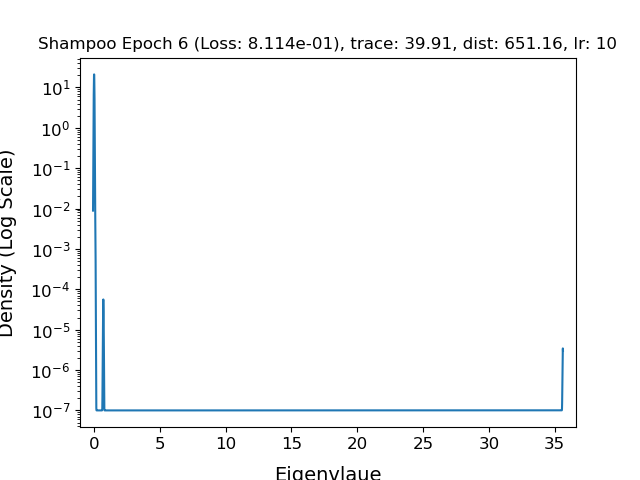 Shampoo Epoch 6 (Loss: 8.114e-01), trace: 39.91, dist: 651.16, lr: 10
Density (Log Scale)
10^1
10^0
10^-1
10^-2
10^-3
10^-4
10^-5
10^-6
10^-7
0 5 10 15 20 25 30 35
Eigenvlaue